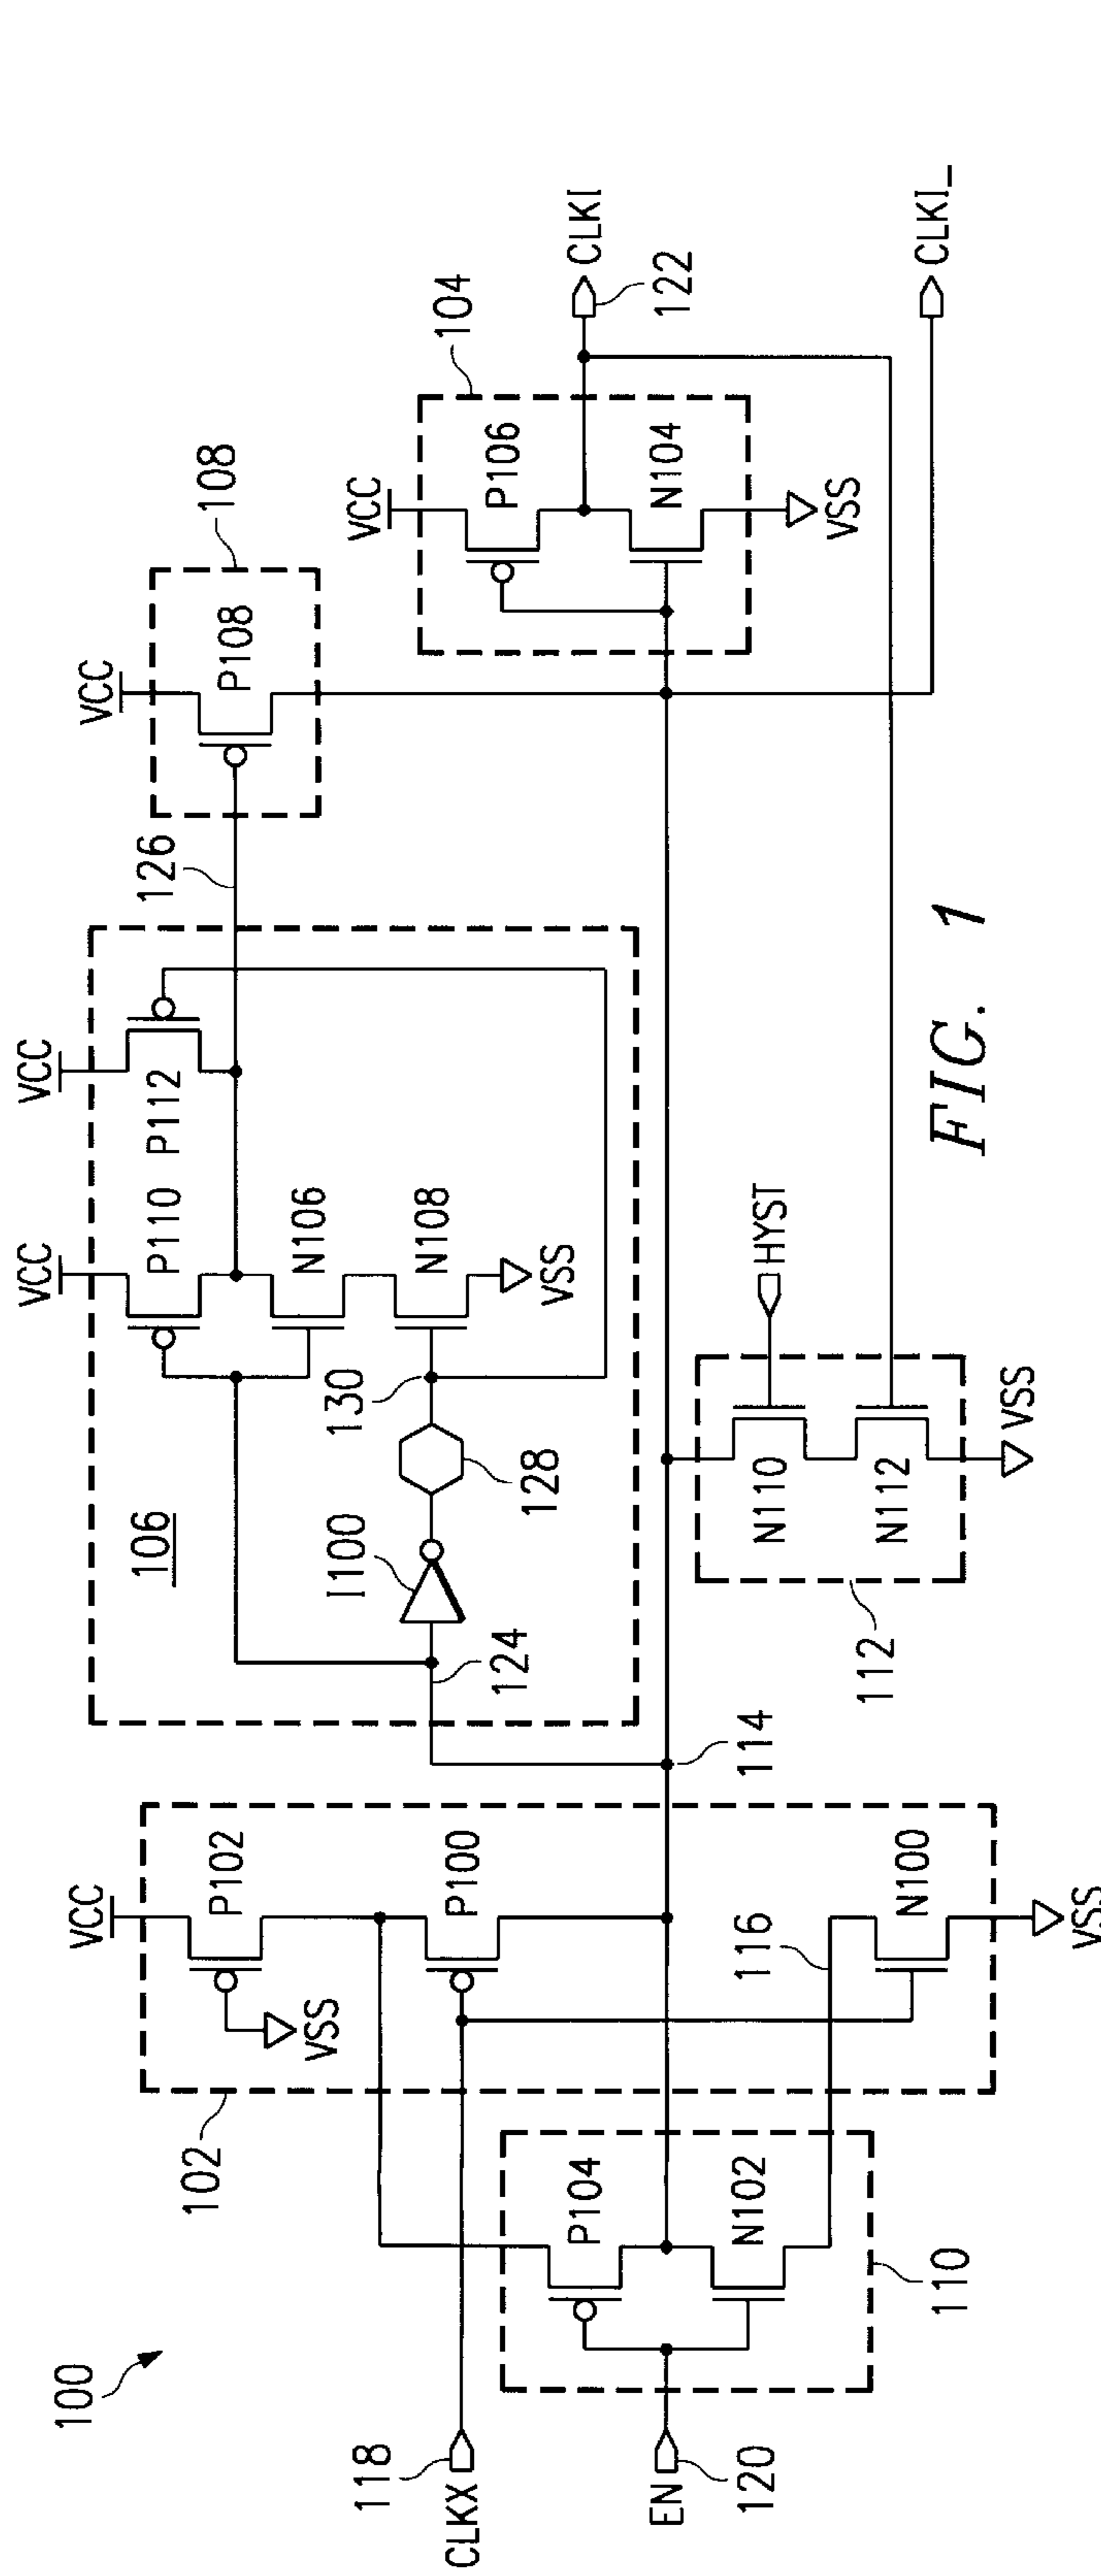 100
118
CLKX
EN
120
110
P104
N102
102
VCC
P102
VSS
P100
116
N100
VSS
114
106
124
I100
128
130
VCC
P110
P112
VCC
N106
N108
VSS
126
112
N110
N112
HYST
VSS
VCC
108
P108
104
VCC
P106
N104
VSS
CLKI
122
CLKI_
FIG. 1